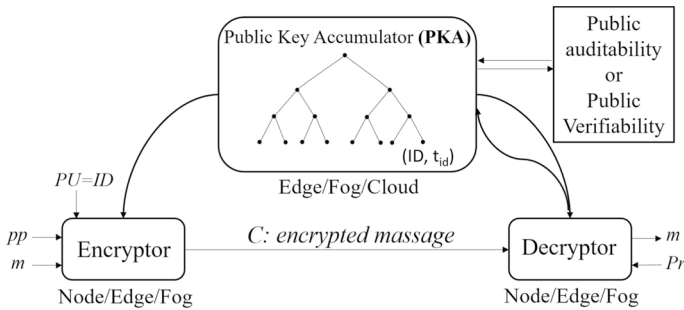 Public Key Accumulator (PKA)
(ID, tid)
Edge/Fog/Cloud
Public
auditability
or
Public
Verifiability
PU=ID
pp
m
Encryptor
Node/Edge/Fog
C: encrypted massage
Decryptor
Node/Edge/Fog
m
Pr